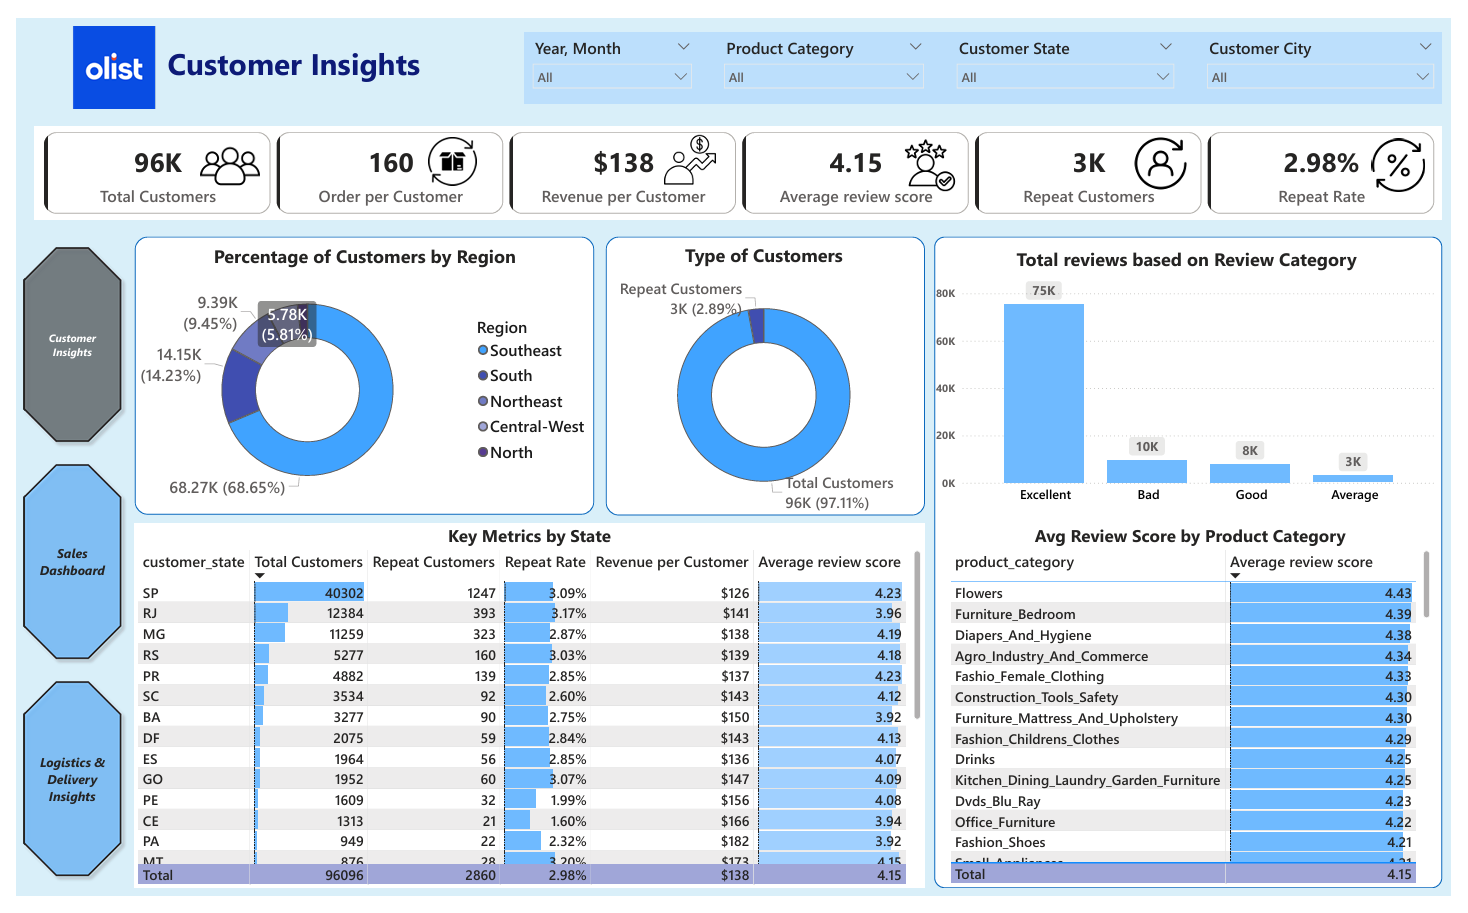 olist
Customer Insights
Year, Month
All
Product Category
All
Customer State
All
Customer City
All
96K
Total Customers
160
Order per Customer
$
$138
Revenue per Customer
4.15
Average review score
3K
Repeat Customers
%
2.98%
Repeat Rate
Customer
Insights
Sales
Dashboard
Logistics &
Delivery
Insights
Percentage of Customers by Region
9.39K
(9.45%)
5.78K
(5.81%)
14.15K
(14.23%)
68.27K (68.65%)
Region
Southeast
South
Northeast
Central-West
North
Type of Customers
Repeat Customers
3K (2.89%)
Total Customers
96K (97.11%)
Total reviews based on Review Category
80K
60K
40K
20K
0K
75K
10K
8K
3K
Excellent Bad Good Average
Key Metrics by State
customer_state Total Customers Repeat Customers Repeat Rate Revenue per Customer Average review score
SP 40302 1247 3.09% $126 4.23
RJ 12384 393 3.17% $141 3.96
MG 11259 323 2.87% $138 4.19
RS 5277 160 3.03% $139 4.18
PR 4882 139 2.85% $137 4.23
SC 3534 92 2.60% $143 4.12
BA 3277 90 2.75% $150 3.92
DF 2075 59 2.84% $143 4.13
ES 1964 56 2.85% $136 4.07
GO 1952 60 3.07% $147 4.09
PE 1609 32 1.99% $156 4.08
CE 1313 21 1.60% $166 3.94
PA 949 22 2.32% $182 3.92
MT 876 28 3.20% $173 4.15
Total 96096 2860 2.98% $138 4.15
Avg Review Score by Product Category
product_category Average review score
Flowers 4.43
Furniture_Bedroom 4.39
Diapers_And_Hygiene 4.38
Agro_Industry_And_Commerce 4.34
Fashio_Female_Clothing 4.33
Construction_Tools_Safety 4.30
Furniture_Mattress_And_Upholstery 4.30
Fashion_Childrens_Clothes 4.29
Drinks 4.25
Kitchen_Dining_Laundry_Garden_Furniture 4.25
Dvds_Blu_Ray 4.23
Office_Furniture 4.22
Fashion_Shoes 4.21
Small_Appliances 4.21
Total 4.15